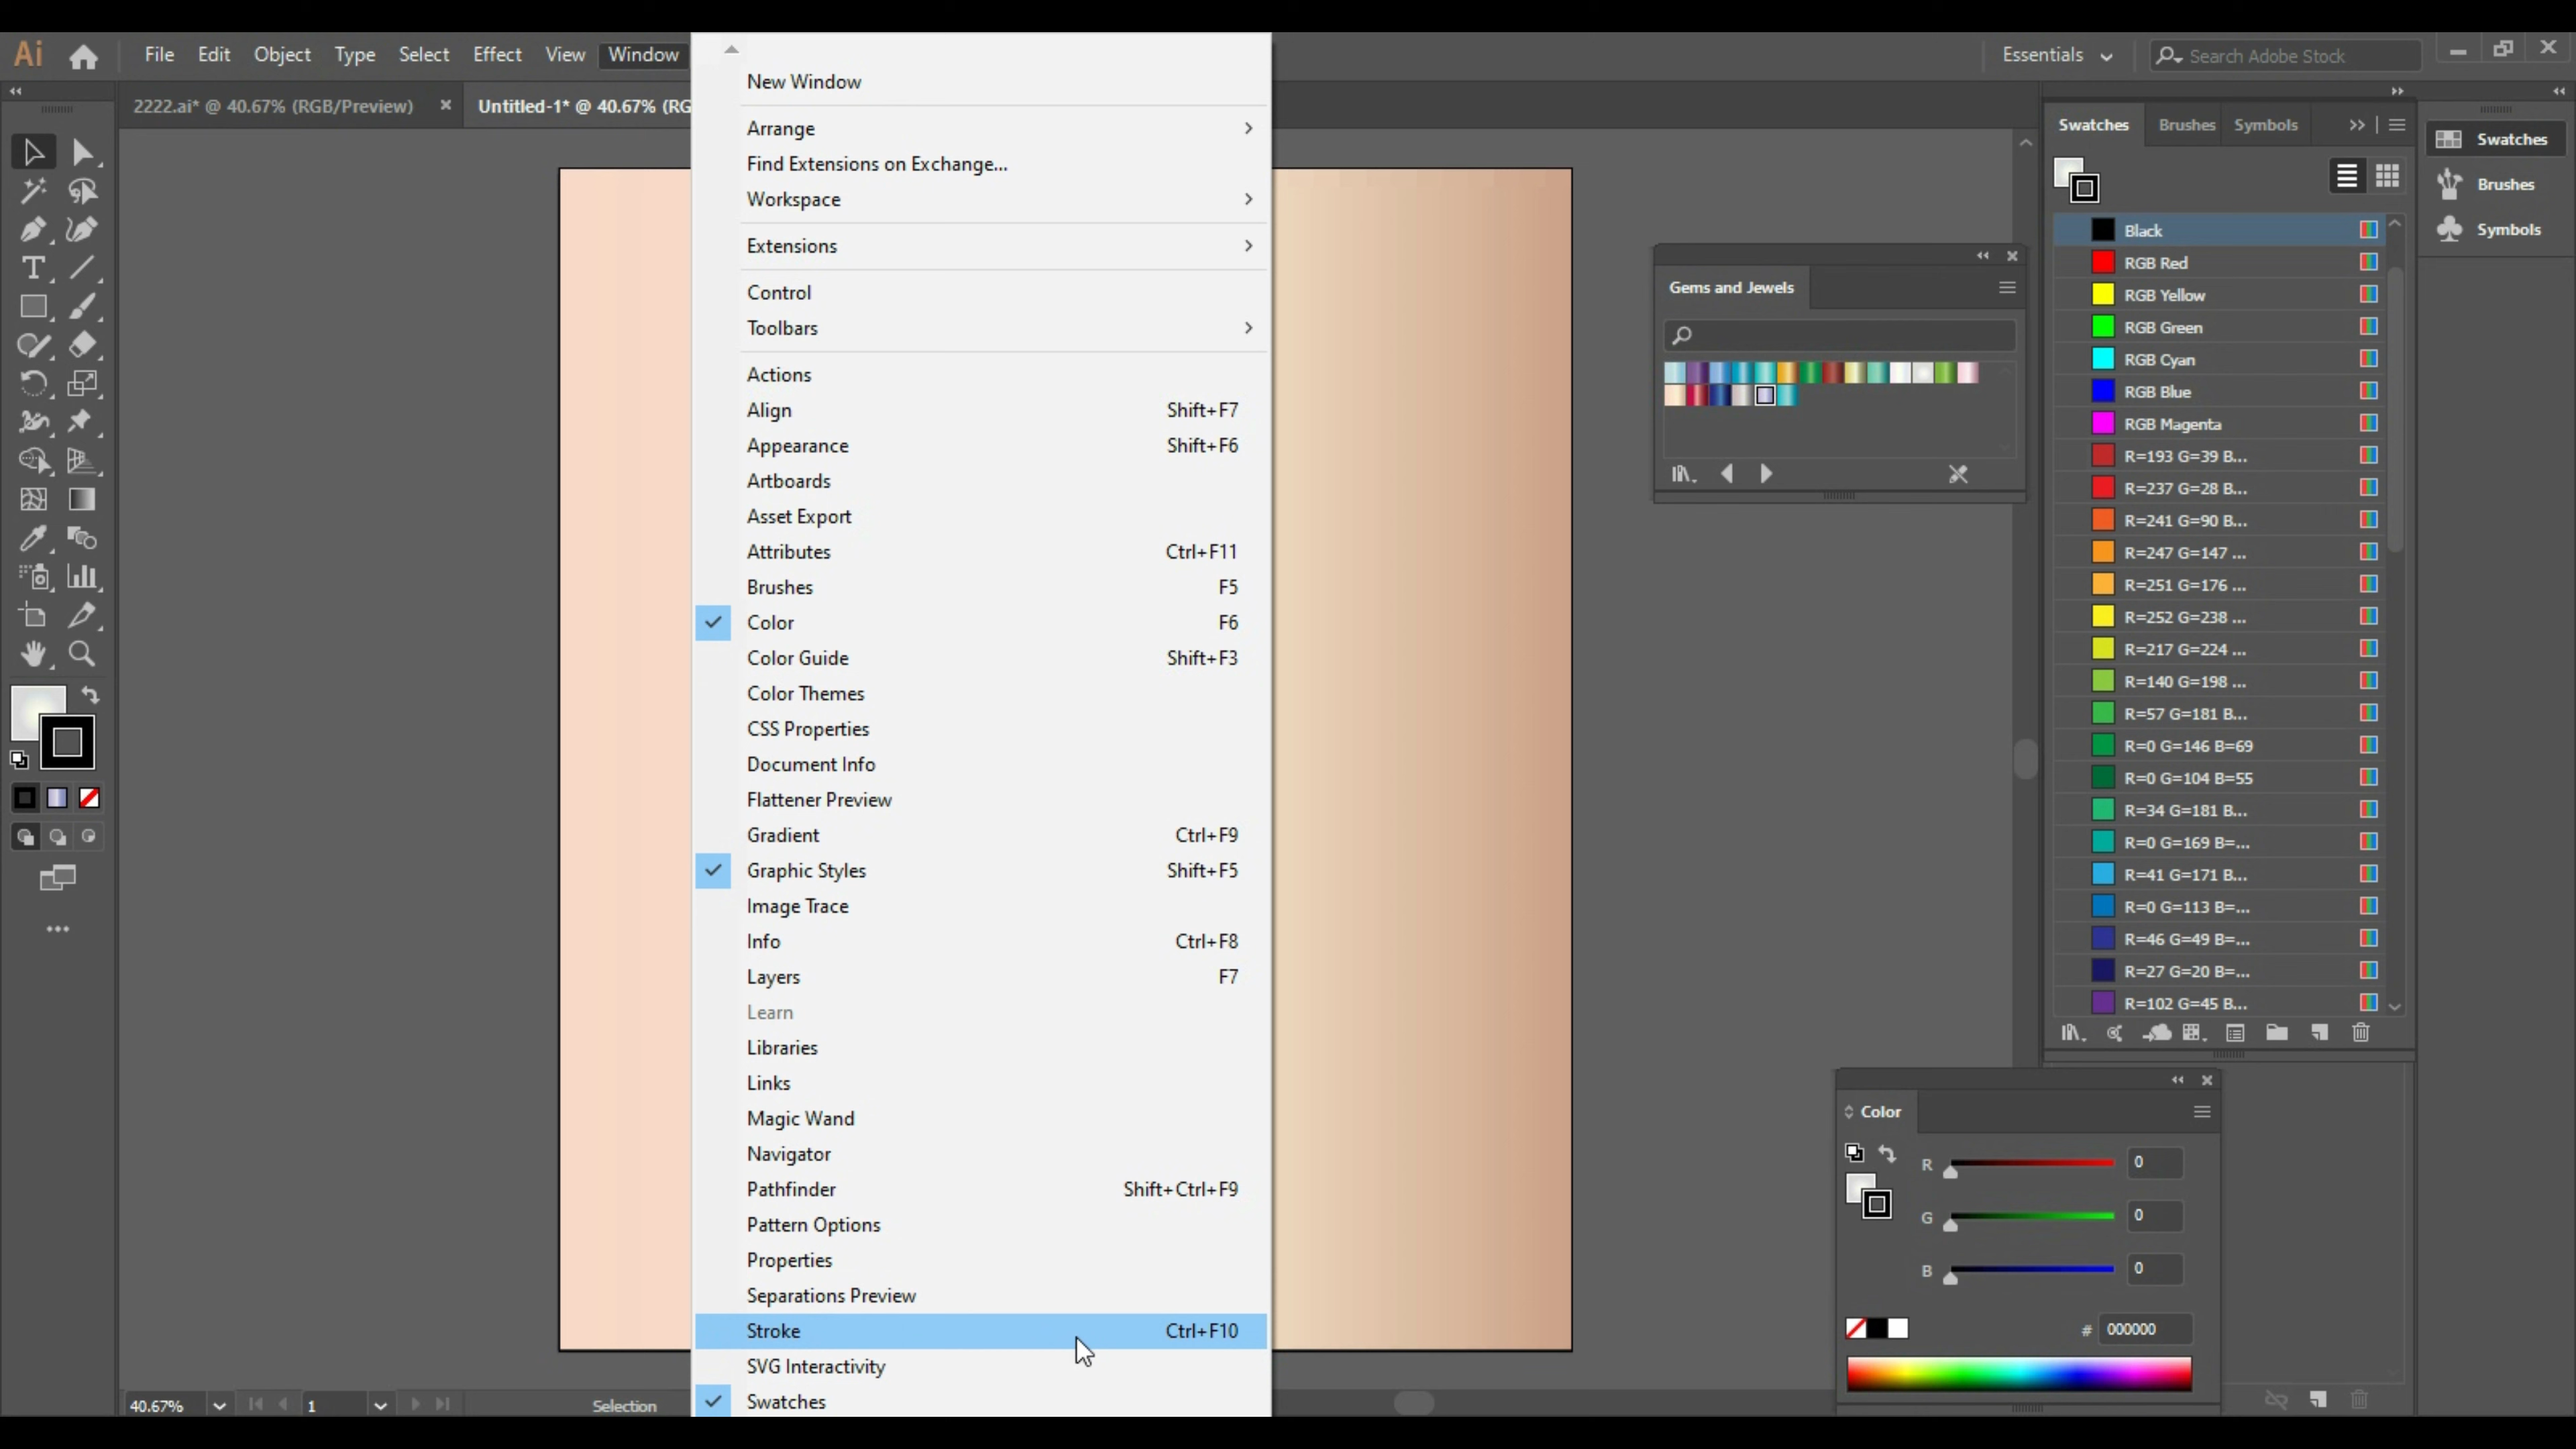 Ai File Edit Object Type Select Effect View Window Essentials Search Adobe Stock
2222.ai* @ 40.67% (RGB/Preview) × Untitled-1* @ 40.67% (RG
New Window
Arrange
Find Extensions on Exchange...
Workspace
Extensions
Control
Toolbars
Actions
Align Shift+F7
Appearance Shift+F6
Artboards
Asset Export
Attributes Ctrl+F11
Brushes F5
Color F6
Color Guide Shift+F3
Color Themes
CSS Properties
Document Info
Flattener Preview
Gradient Ctrl+F9
Graphic Styles Shift+F5
Image Trace
Info Ctrl+F8
Layers F7
Learn
Libraries
Links
Magic Wand
Navigator
Pathfinder Shift+Ctrl+F9
Pattern Options
Properties
Separations Preview
Stroke Ctrl+F10
SVG Interactivity
Swatches
Gems and Jewels
Swatches Brushes Symbols
Black
RGB Red
RGB Yellow
RGB Green
RGB Cyan
RGB Blue
RGB Magenta
R=193 G=39 B...
R=237 G=28 B...
R=241 G=90 B...
R=247 G=147 ...
R=251 G=176 ...
R=252 G=238 ...
R=217 G=224 ...
R=140 G=198 ...
R=57 G=181 B...
R=0 G=146 B=69
R=0 G=104 B=55
R=34 G=181 B...
R=0 G=169 B=...
R=41 G=171 B...
R=0 G=113 B=...
R=46 G=49 B=...
R=27 G=20 B=...
R=102 G=45 B...
Swatches
Brushes
Symbols
Color
R 0
G 0
B 0
# 000000
40.67% 1 Selection